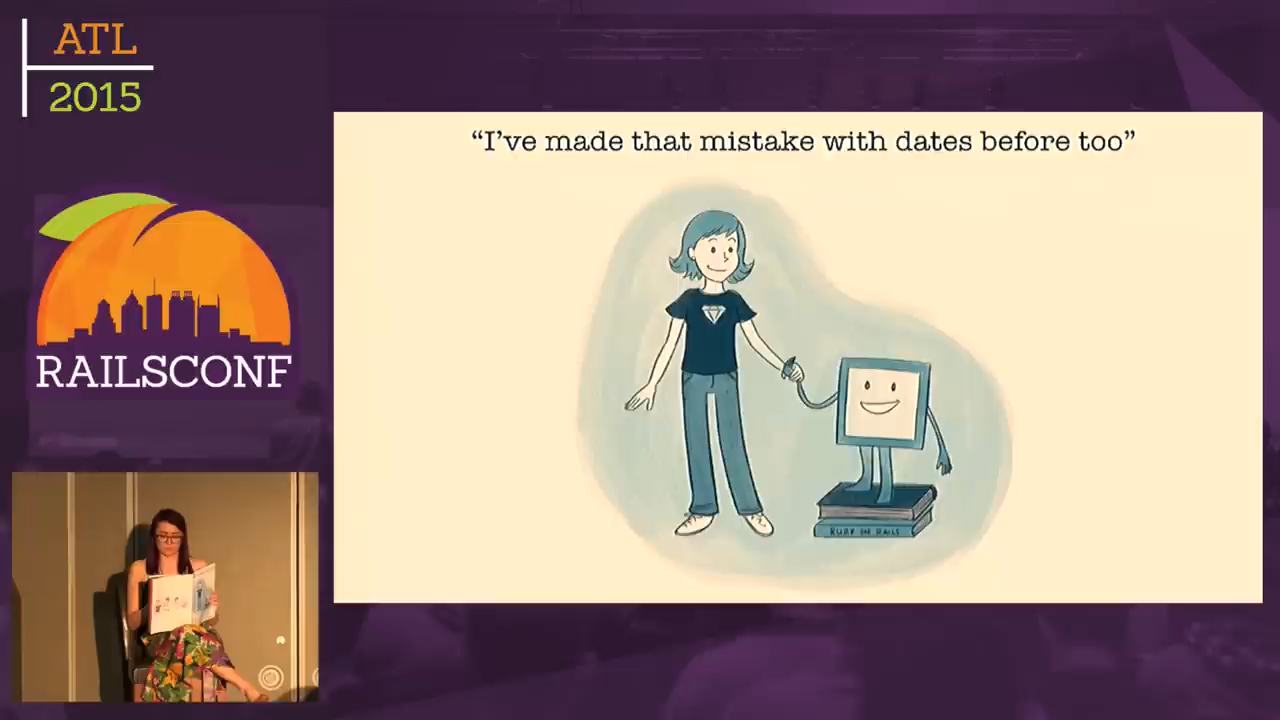 ATL
2015
RAILSCONF
“I’ve made that mistake with dates before too”
RUBY ON RAILS